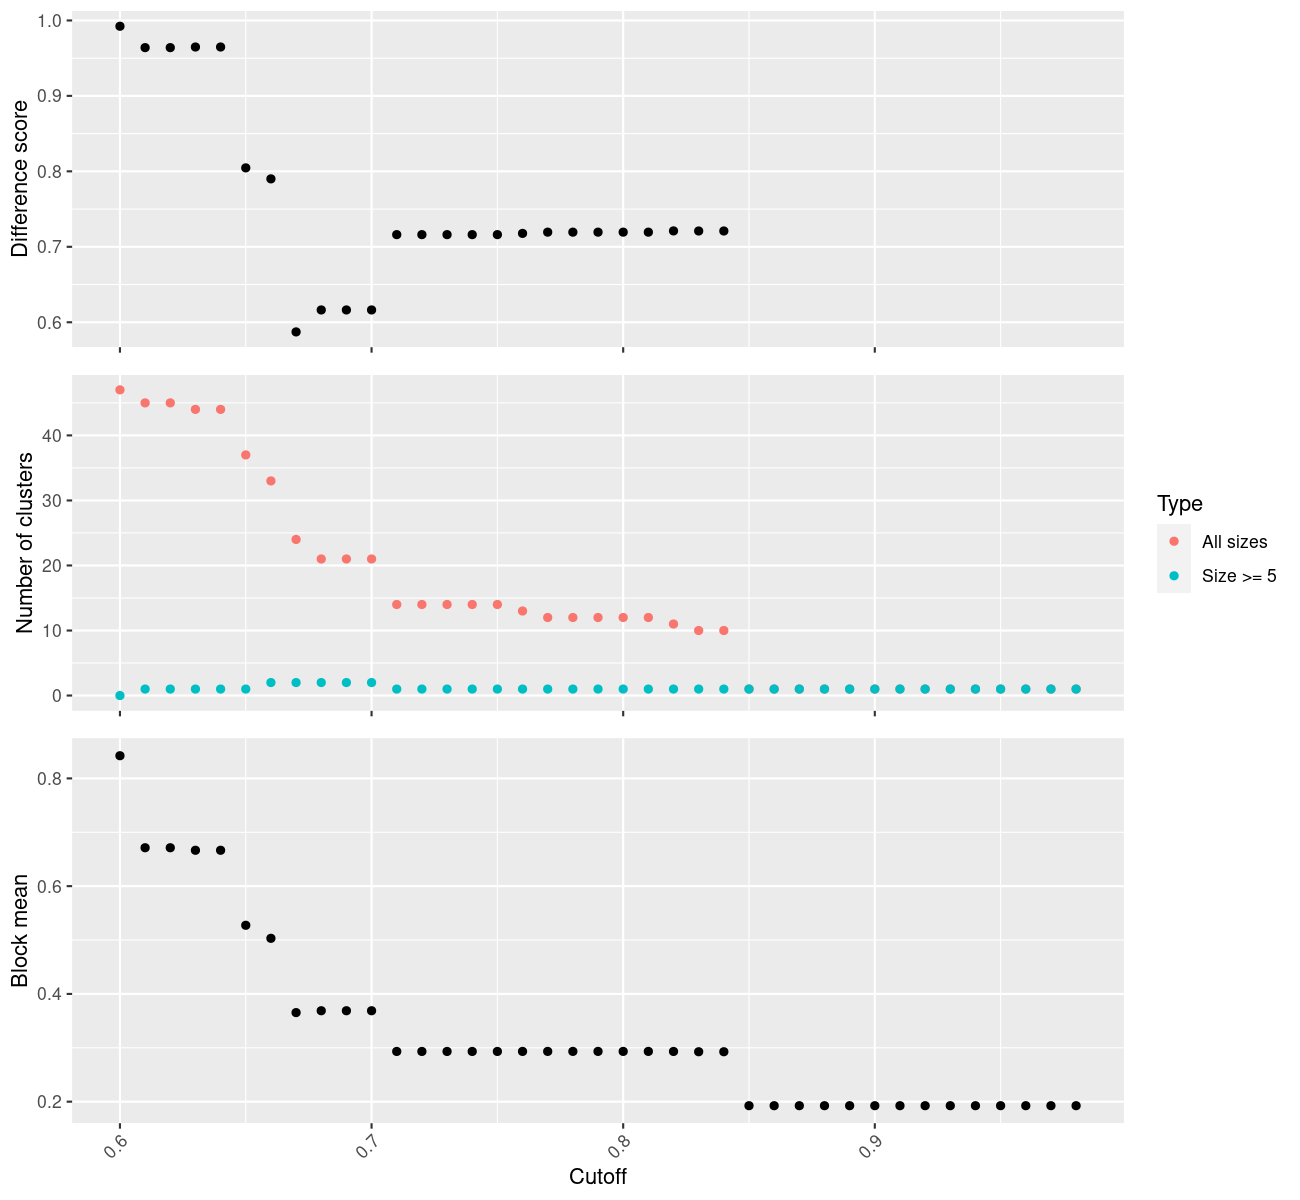 Difference score
1.0
0.9
0.8
0.7
0.6
Number of clusters
40
30
20
10
0
Type
All sizes
Size >= 5
Block mean
0.8
0.6
0.4
0.2
0.6
0.7
0.8
0.9
Cutoff